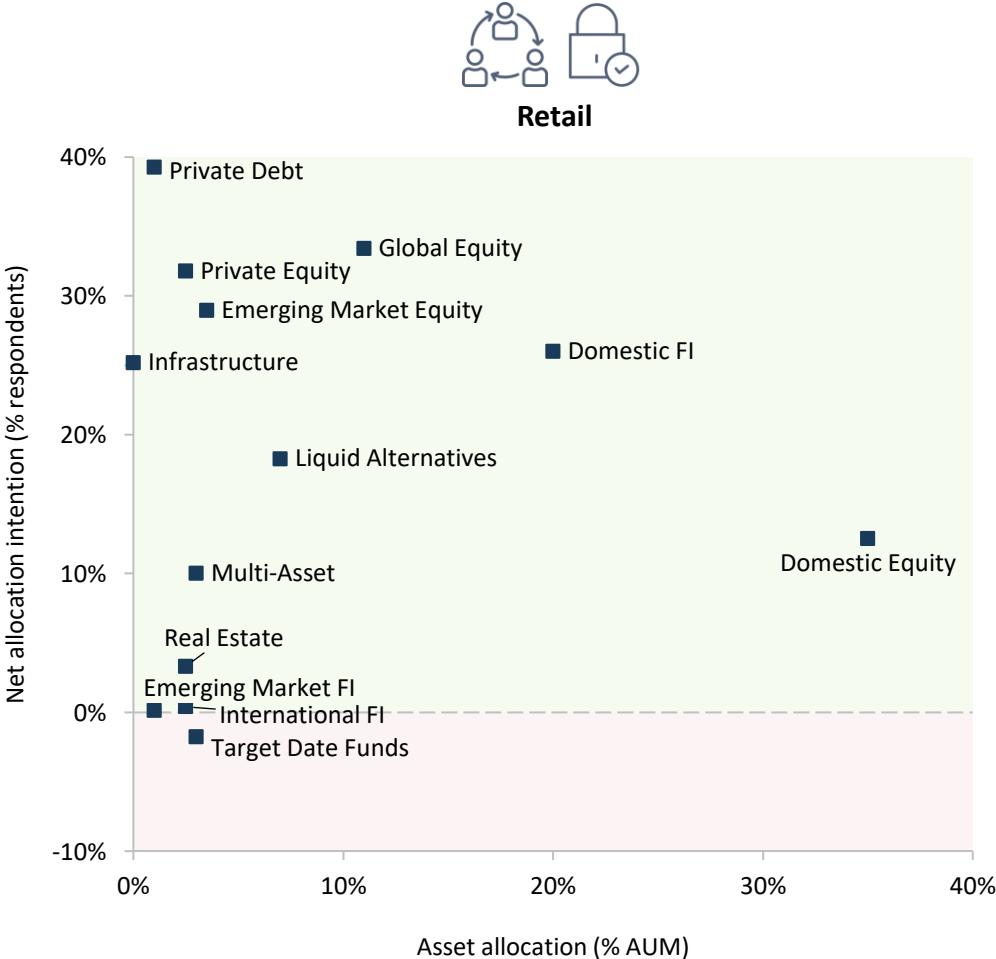 Retail
Net allocation intention (% respondents)
40%
30%
20%
10%
0%
-10%
Private Debt
Global Equity
Private Equity
Emerging Market Equity
Domestic FI
Infrastructure
Liquid Alternatives
Domestic Equity
Multi-Asset
Real Estate
Emerging Market FI
International FI
Target Date Funds
0%
10%
20%
30%
40%
Asset allocation (% AUM)